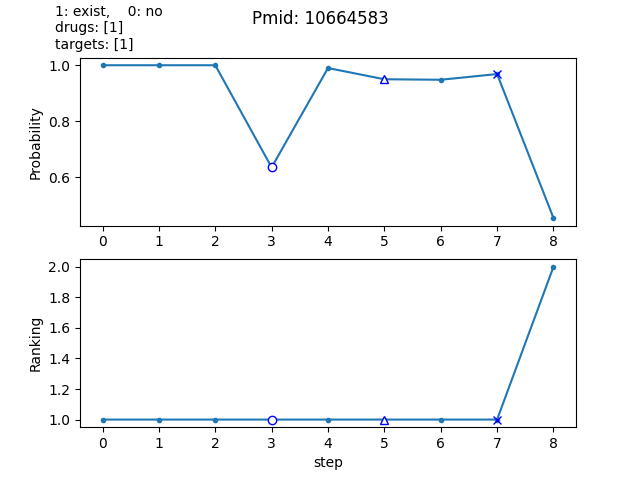 1: exist,    0: no
drugs: [1]
targets: [1]
Pmid: 10664583
Probability
1.0
0.8
0.6
0 1 2 3 4 5 6 7 8
Ranking
2.0
1.8
1.6
1.4
1.2
1.0
0 1 2 3 4 5 6 7 8
step